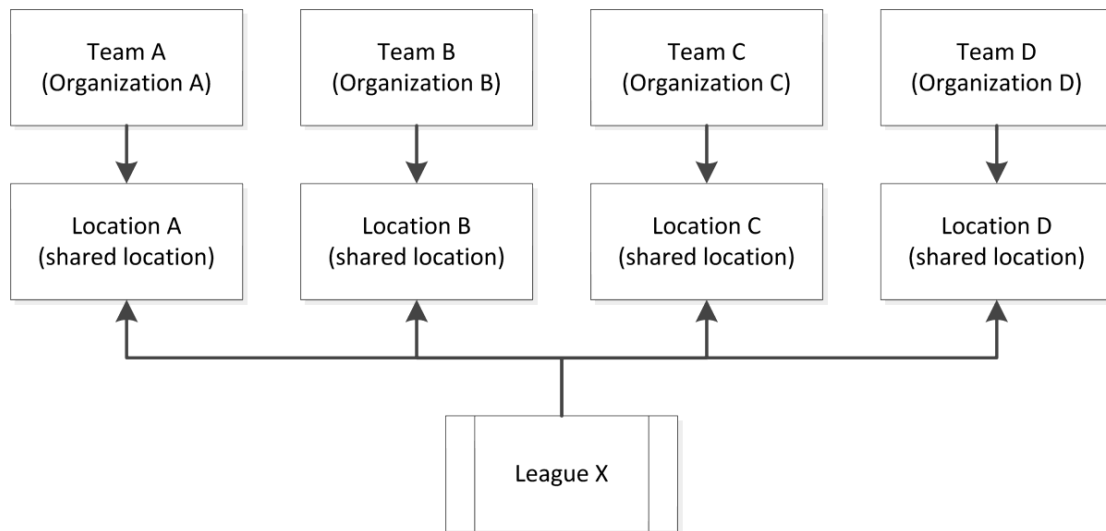 Team A
(Organization A)
Team B
(Organization B)
Team C
(Organization C)
Team D
(Organization D)
Location A
(shared location)
Location B
(shared location)
Location C
(shared location)
Location D
(shared location)
League X